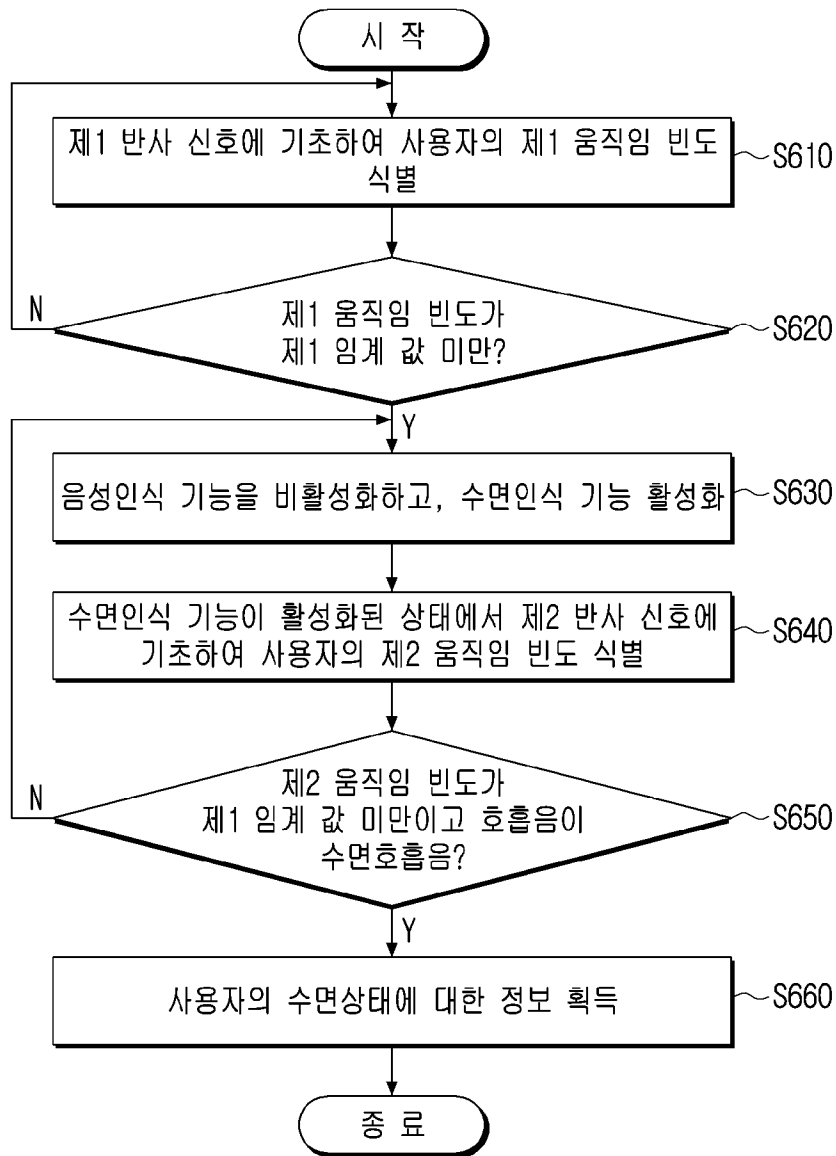 시 작
제1 반사 신호에 기초하여 사용자의 제1 움직임 빈도
식별
S610
N
제1 움직임 빈도가
제1 임계 값 미만?
S620
Y
음성인식 기능을 비활성화하고, 수면인식 기능 활성화
S630
수면인식 기능이 활성화된 상태에서 제2 반사 신호에
기초하여 사용자의 제2 움직임 빈도 식별
S640
N
제2 움직임 빈도가
제1 임계 값 미만이고 호흡음이
수면호흡음?
S650
Y
사용자의 수면상태에 대한 정보 획득
S660
종 료